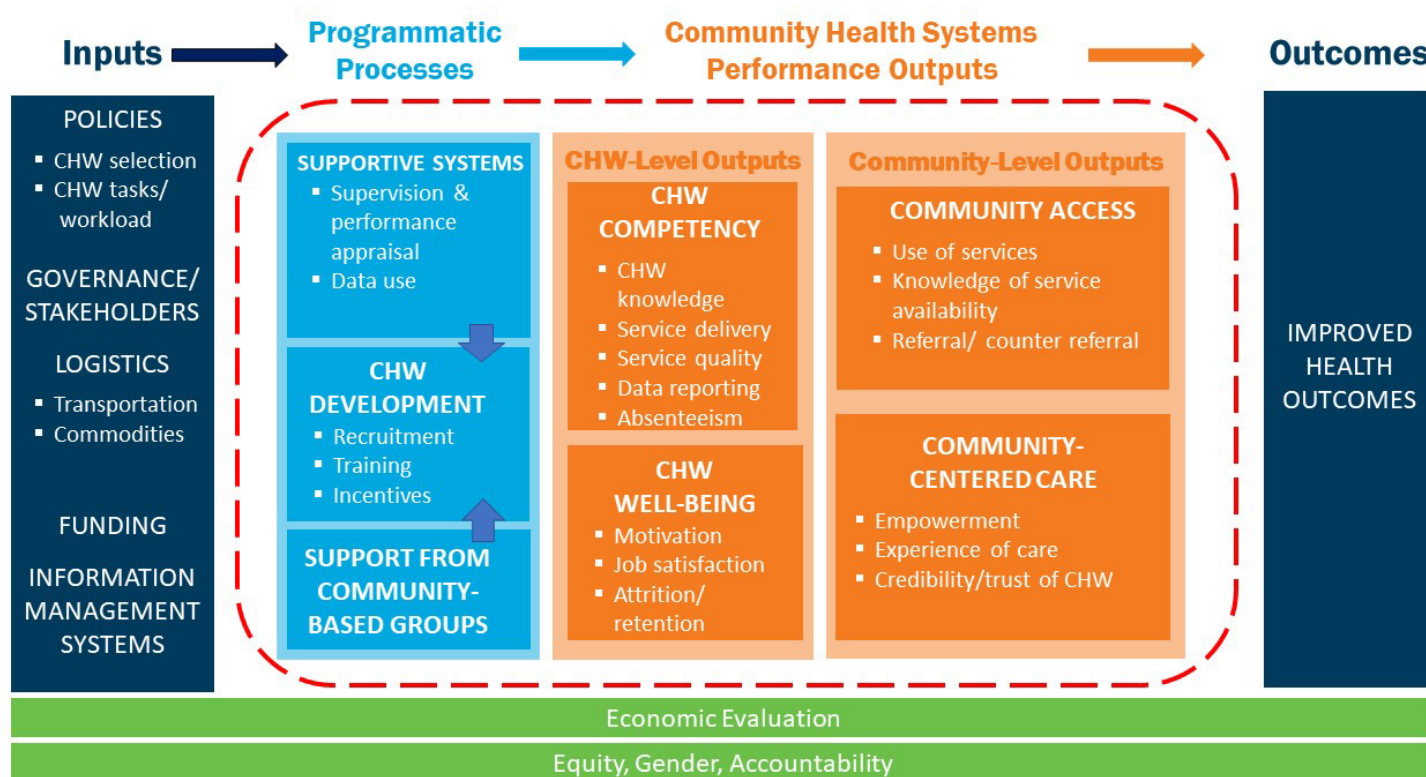 Inputs
Programmatic
Processes
Community Health Systems
Performance Outputs
Outcomes
POLICIES
▪ CHW selection
▪ CHW tasks/
workload
GOVERNANCE/
STAKEHOLDERS
LOGISTICS
▪ Transportation
▪ Commodities
FUNDING
INFORMATION
MANAGEMENT
SYSTEMS
SUPPORTIVE SYSTEMS
▪ Supervision &
performance
appraisal
▪ Data use
CHW
DEVELOPMENT
▪ Recruitment
▪ Training
▪ Incentives
SUPPORT FROM
COMMUNITY-
BASED GROUPS
CHW-Level Outputs
CHW
COMPETENCY
▪ CHW
knowledge
▪ Service delivery
▪ Service quality
▪ Data reporting
▪ Absenteeism
CHW
WELL-BEING
▪ Motivation
▪ Job satisfaction
▪ Attrition/
retention
Community-Level Outputs
COMMUNITY ACCESS
▪ Use of services
▪ Knowledge of service
availability
▪ Referral/ counter referral
COMMUNITY-
CENTERED CARE
▪ Empowerment
▪ Experience of care
▪ Credibility/trust of CHW
IMPROVED
HEALTH
OUTCOMES
Economic Evaluation
Equity, Gender, Accountability